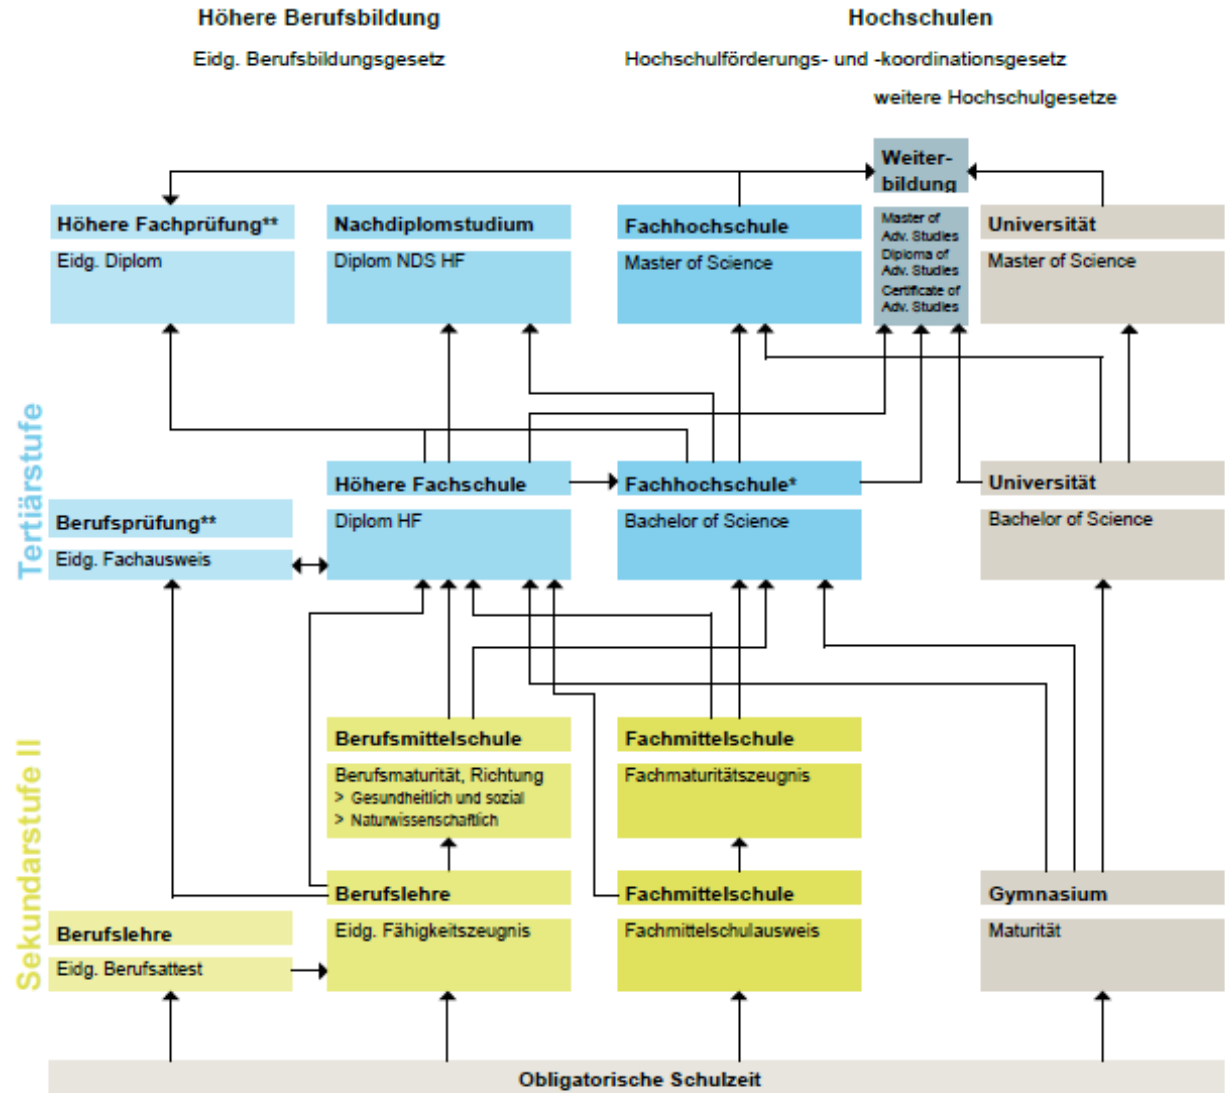 Höhere Berufsbildung
Hochschulen
Eidg. Berufsbildungsgesetz
Hochschulförderungs- und -koordinationsgesetz
weitere Hochschulgesetze
Weiter-
bildung
Master of
Adv. Studies
Diploma of
Adv. Studies
Certificate of
Adv. Studies
Höhere Fachprüfung**
Eidg. Diplom
Nachdiplomstudium
Diplom NDS HF
Fachhochschule
Master of Science
Universität
Master of Science
Tertiärstufe
Berufsprüfung**
Eidg. Fachausweis
Höhere Fachschule
Diplom HF
Fachhochschule*
Bachelor of Science
Universität
Bachelor of Science
Sekundarstufe II
Berufsmittelschule
Berufsmaturität, Richtung
> Gesundheitlich und sozial
> Naturwissenschaftlich
Fachmittelschule
Fachmaturitätszeugnis
Berufslehre
Eidg. Berufsattest
Berufslehre
Eidg. Fähigkeitszeugnis
Fachmittelschule
Fachmittelschulausweis
Gymnasium
Maturität
Obligatorische Schulzeit